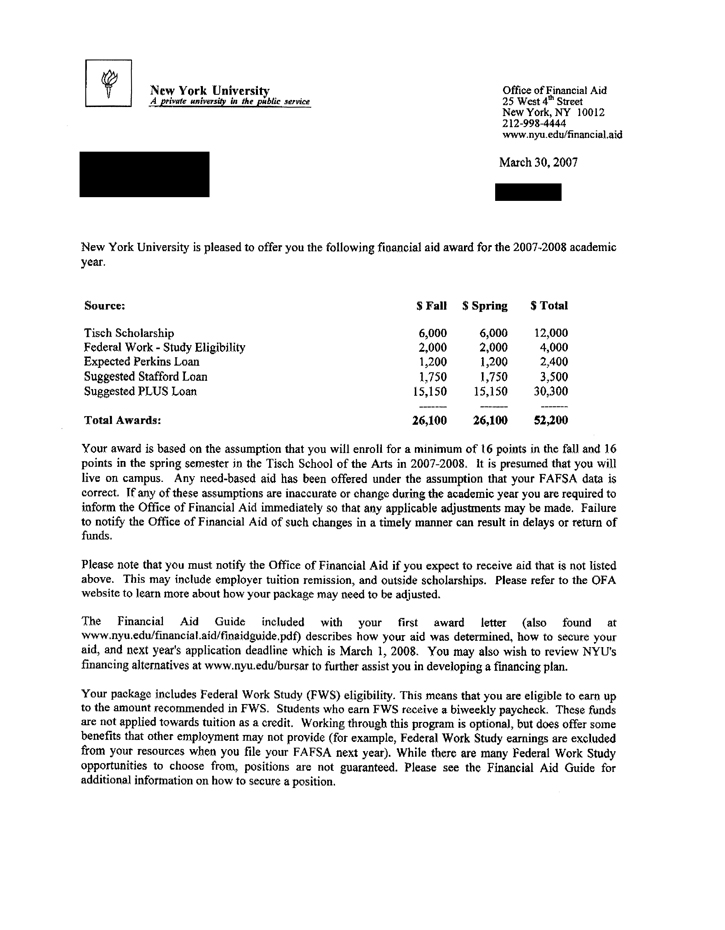 New York University
A private university in the public service
Office of Financial Aid
25 West 4th Street
New York, NY 10012
212-998-4444
www.nyu.edu/financial.aid
March 30, 2007
New York University is pleased to offer you the following financial aid award for the 2007-2008 academic
year.
Source: $ Fall $ Spring $ Total
Tisch Scholarship 6,000 6,000 12,000
Federal Work - Study Eligibility 2,000 2,000 4,000
Expected Perkins Loan 1,200 1,200 2,400
Suggested Stafford Loan 1,750 1,750 3,500
Suggested PLUS Loan 15,150 15,150 30,300
------- ------- -------
Total Awards: 26,100 26,100 52,200
Your award is based on the assumption that you will enroll for a minimum of 16 points in the fall and 16
points in the spring semester in the Tisch School of the Arts in 2007-2008. It is presumed that you will
live on campus. Any need-based aid has been offered under the assumption that your FAFSA data is
correct. If any of these assumptions are inaccurate or change during the academic year you are required to
inform the Office of Financial Aid immediately so that any applicable adjustments may be made. Failure
to notify the Office of Financial Aid of such changes in a timely manner can result in delays or return of
funds.
Please note that you must notify the Office of Financial Aid if you expect to receive aid that is not listed
above. This may include employer tuition remission, and outside scholarships. Please refer to the OFA
website to learn more about how your package may need to be adjusted.
The Financial Aid Guide included with your first award letter (also found at
www.nyu.edu/financial.aid/finaidguide.pdf) describes how your aid was determined, how to secure your
aid, and next year's application deadline which is March 1, 2008. You may also wish to review NYU's
financing alternatives at www.nyu.edu/bursar to further assist you in developing a financing plan.
Your package includes Federal Work Study (FWS) eligibility. This means that you are eligible to earn up
to the amount recommended in FWS. Students who earn FWS receive a biweekly paycheck. These funds
are not applied towards tuition as a credit. Working through this program is optional, but does offer some
benefits that other employment may not provide (for example, Federal Work Study earnings are excluded
from your resources when you file your FAFSA next year). While there are many Federal Work Study
opportunities to choose from, positions are not guaranteed. Please see the Financial Aid Guide for
additional information on how to secure a position.